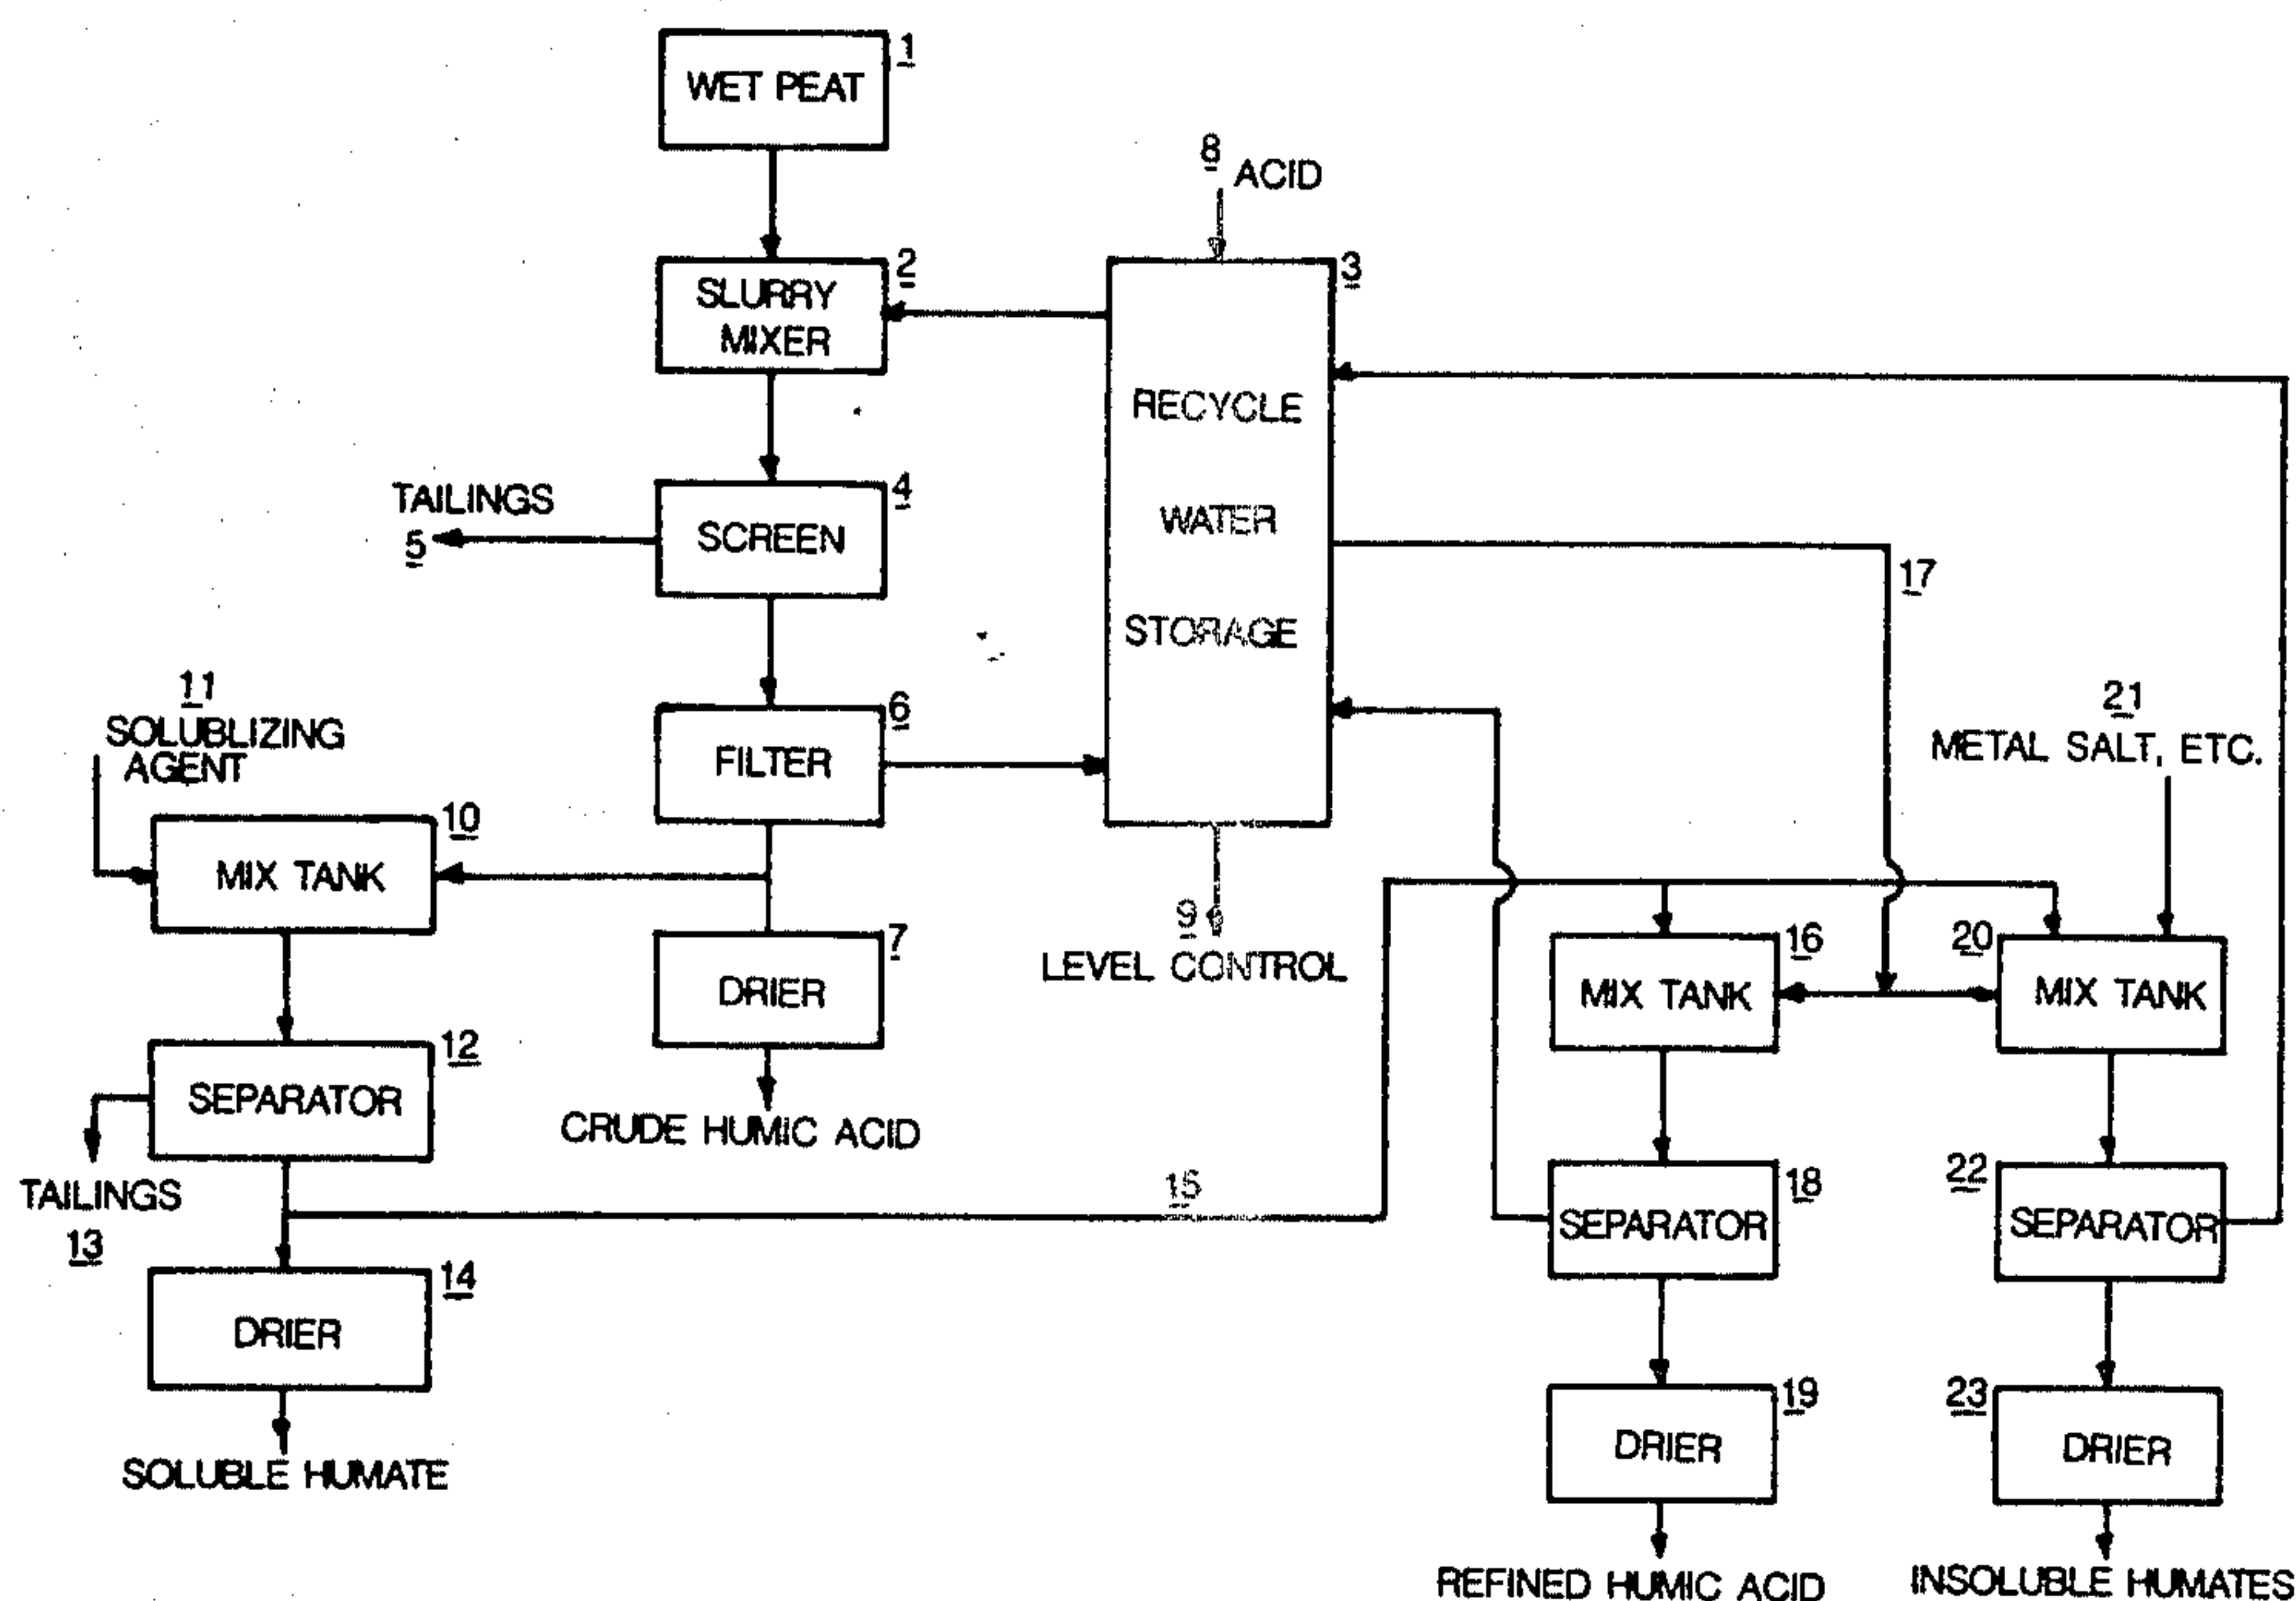 1
WET PEAT
8
ACID
2
SLURRY
MIXER
3
RECYCLE
WATER
STORAGE
TAILINGS
5
4
SCREEN
17
11
SOLUBLIZING
AGENT
6
FILTER
21
METAL SALT, ETC.
10
MIX TANK
9
LEVEL CONTROL
7
DRIER
CRUDE HUMIC ACID
16
MIX TANK
20
MIX TANK
12
SEPARATOR
TAILINGS
13
15
18
SEPARATOR
22
SEPARATOR
14
DRIER
SOLUBLE HUMATE
19
DRIER
23
DRIER
REFINED HUMIC ACID
INSOLUBLE HUMATES